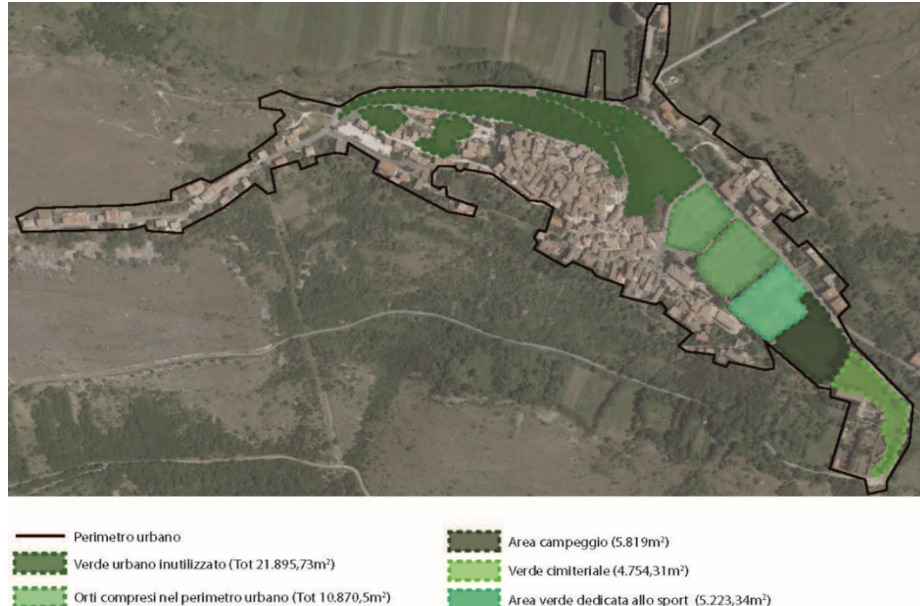 Perimetro urbano
Verde urbano inutilizzato (Tot 21.895,73m²)
Orti compresi nel perimetro urbano (Tot 10.870,5m²)
Area campeggio (5.819m²)
Verde cimiteriale (4.754,31m²)
Area verde dedicata allo sport (5.223,34m²)